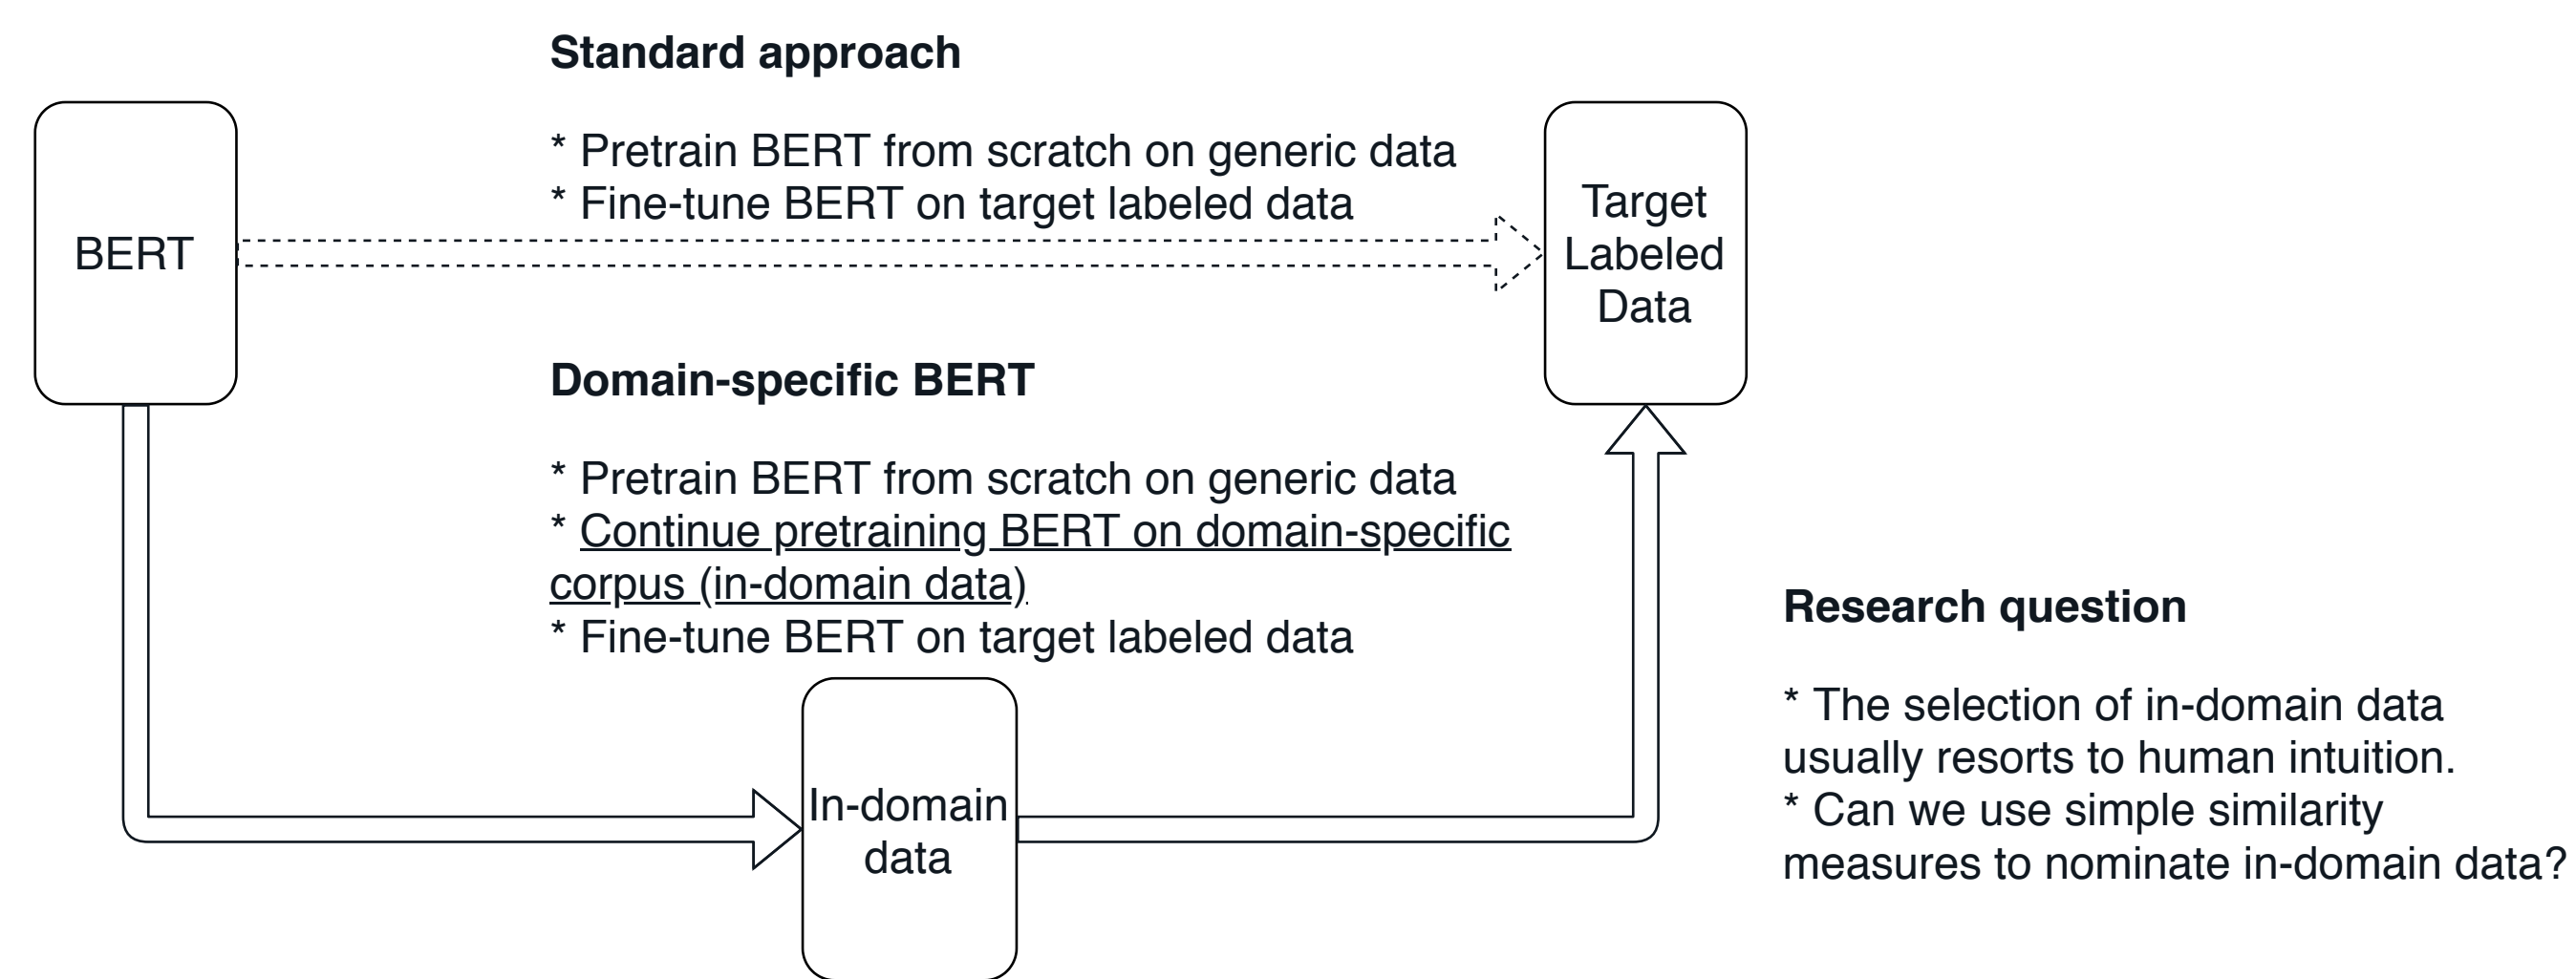 Standard approach
* Pretrain BERT from scratch on generic data
* Fine-tune BERT on target labeled data
BERT
Target
Labeled
Data
Domain-specific BERT
* Pretrain BERT from scratch on generic data
* Continue pretraining BERT on domain-specific
corpus (in-domain data)
* Fine-tune BERT on target labeled data
In-domain
data
Research question
* The selection of in-domain data
usually resorts to human intuition.
* Can we use simple similarity
measures to nominate in-domain data?